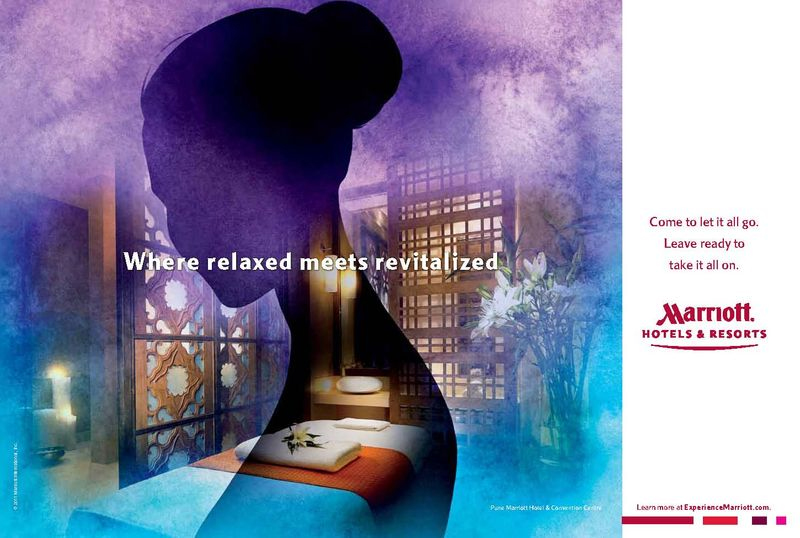 Where relaxed meets revitalized
Come to let it all go.
Leave ready to
take it all on.
Marriott.
HOTELS & RESORTS
Pune Marriott Hotel & Convention Centre
Learn more at ExperienceMarriott.com.